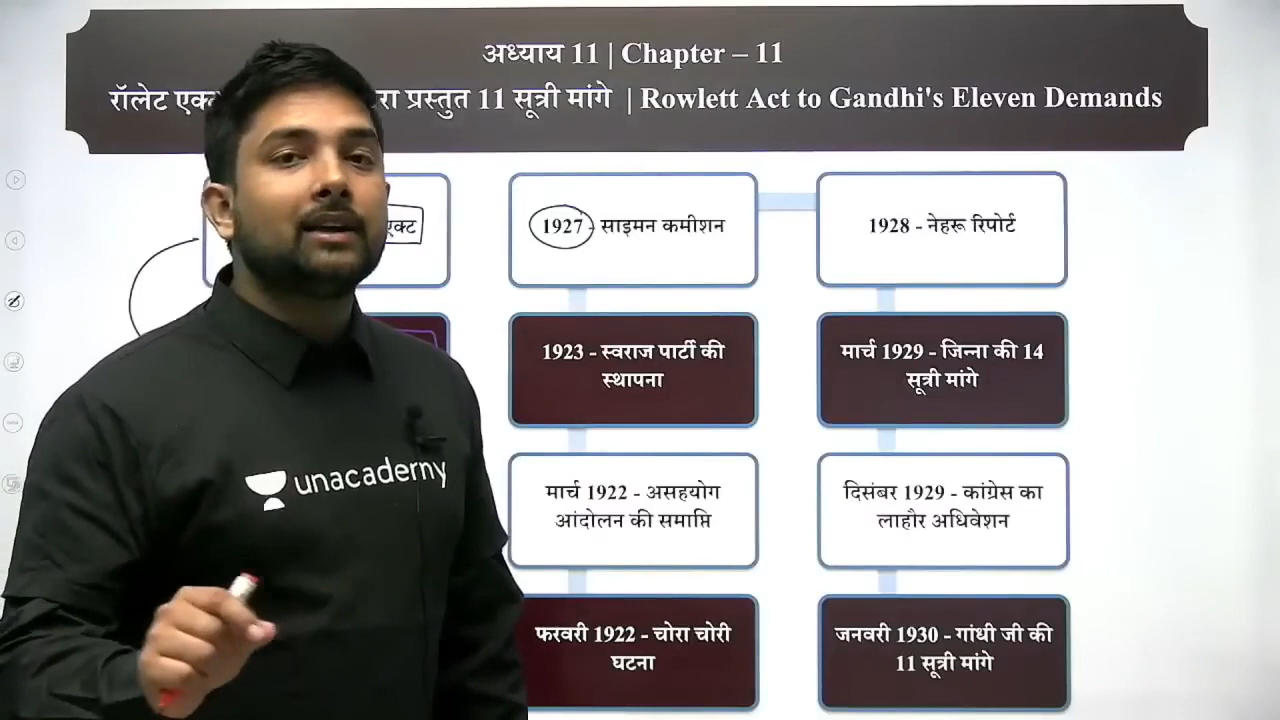 अध्याय 11 | Chapter – 11
रॉलेट एक्ट रा प्रस्तुत 11 सूत्री मांगे | Rowlett Act to Gandhi's Eleven Demands
एक्ट
1927 - साइमन कमीशन
1928 - नेहरू रिपोर्ट
1923 - स्वराज पार्टी की
स्थापना
मार्च 1929 - जिन्ना की 14
सूत्री मांगे
मार्च 1922 - असहयोग
आंदोलन की समाप्ति
दिसंबर 1929 - कांग्रेस का
लाहौर अधिवेशन
फरवरी 1922 - चोरा चोरी
घटना
जनवरी 1930 - गांधी जी की
11 सूत्री मांगे
unacademy